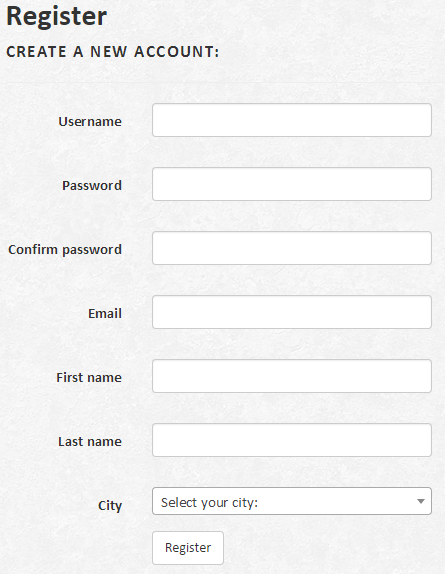 Register
CREATE A NEW ACCOUNT:
Username
Password
Confirm password
Email
First name
Last name
City Select your city:
Register